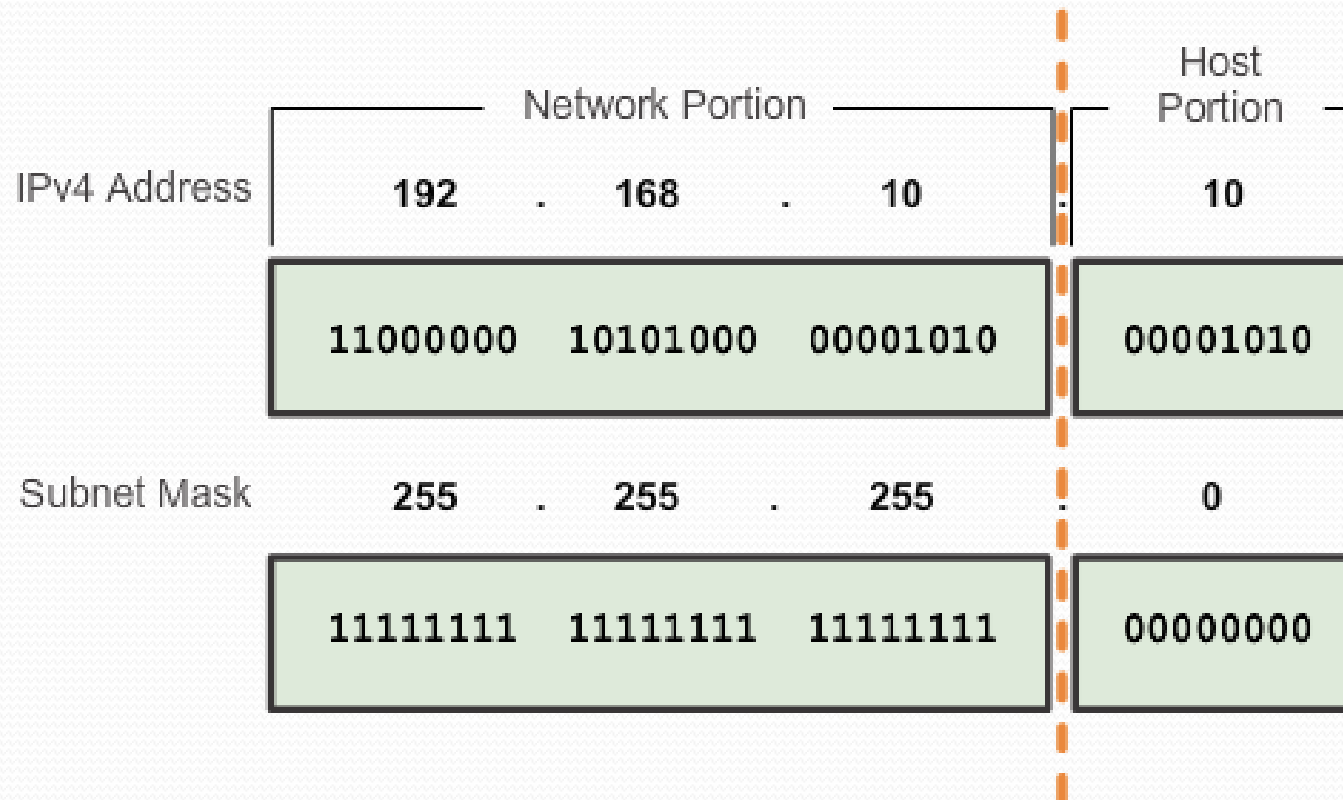 Host
Network Portion Portion
IPv4 Address 192 . 168 . 10 . 10
11000000 10101000 00001010 00001010
Subnet Mask 255 . 255 . 255 . 0
11111111 11111111 11111111 00000000